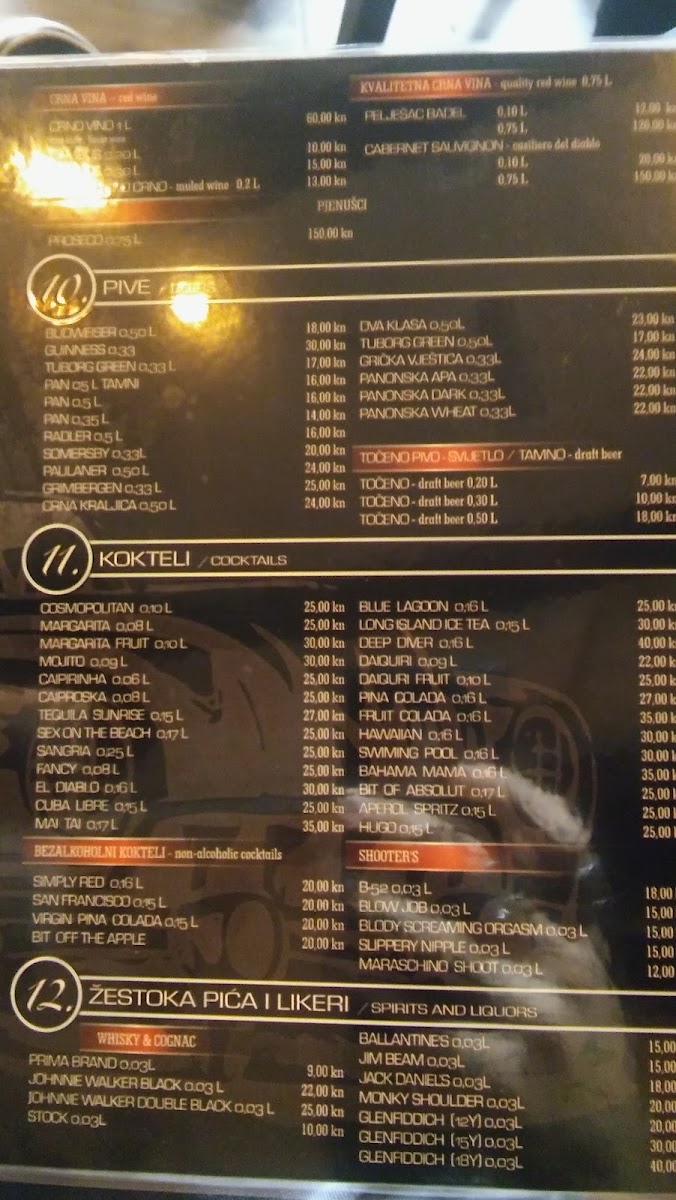 CRNA VINA - red wine
CRNO VINO 1 L 60,00 kn
10,00 kn
15,00 kn
CRNO - muled wine 0.2 L 13,00 kn
PJENUŠCI
PROSECO 0,75 L 150,00 kn
KVALITETNA CRNA VINA - quality red wine 0,75 L
PELJEŠAC BADEL 0,10 L 12,00 kn
0,75 L 120,00 kn
CABERNET SAUVIGNON - casiliero del diablo
0,10 L 20,00 k
0,75 L 150,00 k
10. PIVE /
BUDWEISER 0,50 L 18,00 kn
GUINNESS 0,33 30,00 kn
TUBORG GREEN 0,33 L 17,00 kn
PAN 0,5 L TAMNI 16,00 kn
PAN 0,5 L 16,00 kn
PAN 0,35 L 14,00 kn
RADLER 0,5 L 16,00 kn
SOMERSBY 0,33L 20,00 kn
PAULANER 0,50 L 24,00 kn
GRIMBERGEN 0,33 L 25,00 kn
CRNA KRALJICA 0,50 L 24,00 kn
DVA KLASA 0,50L 23,00 kn
TUBORG GREEN 0,50L 17,00 kn
GRIČKA VJEŠTICA 0,33L 24,00 kn
PANONSKA APA 0,33L 22,00 kn
PANONSKA DARK 0,33L 22,00 kn
PANONSKA WHEAT 0,33L 22,00 kn
TOČENO PIVO - SVIJETLO / TAMNO - draft beer
TOČENO - draft beer 0,20 L 7,00 kn
TOČENO - draft beer 0,30 L 10,00 kn
TOČENO - draft beer 0,50 L 18,00 kn
11. KOKTELI / COCKTAILS
COSMOPOLITAN 0,10 L 25,00 kn
MARGARITA 0,08 L 25,00 kn
MARGARITA FRUIT 0,10 L 30,00 kn
MOJITO 0,09 L 30,00 kn
CAIPIRINHA 0,06 L 25,00 kn
CAIPROSKA 0,08 L 25,00 kn
TEQUILA SUNRISE 0,15 L 27,00 kn
SEX ON THE BEACH 0,17 L 25,00 kn
SANGRIA 0,25 L 25,00 kn
FANCY 0,08 L 25,00 kn
EL DIABLO 0,16 L 30,00 kn
CUBA LIBRE 0,15 L 25,00 kn
MAI TAI 0,17 L 35,00 kn
BLUE LAGOON 0,16 L 25,00 k
LONG ISLAND ICE TEA 0,15 L 30,00 k
DEEP DIVER 0,16 L 40,00 k
DAIQUIRI 0,09 L 22,00 k
DAIQURI FRUIT 0,10 L 25,00 k
PINA COLADA 0,16 L 27,00 k
FRUIT COLADA 0,16 L 35,00 k
HAWAIIAN 0,16 L 30,00 k
SWIMING POOL 0,16 L 30,00 k
BAHAMA MAMA 0,16 L 35,00 k
BIT OF ABSOLUT 0,17 L 25,00
APEROL SPRITZ 0,15 L 25,00
HUGO 0,15 L 25,00
BEZALKOHOLNI KOKTELI - non-alcoholic cocktails
SIMPLY RED 0,16 L 20,00 kn
SAN FRANCISCO 0,15 L 20,00 kn
VIRGIN PINA COLADA 0,15 L 20,00 kn
BIT OFF THE APPLE 20,00 kn
SHOOTER'S
B-52 0,03 L 18,00
BLOW JOB 0,03 L 15,00
BLODY SCREAMING ORGASM 0,03 L 15,00
SLIPPERY NIPPLE 0,03 L 15,00
MARASCHINO SHOOT 0,03 L 12,00
12. ŽESTOKA PIĆA I LIKERI / SPIRITS AND LIQUORS
WHISKY & COGNAC
PRIMA BRAND 0,03L 9,00 kn
JOHNNIE WALKER BLACK 0,03 L 22,00 kn
JOHNNIE WALKER DOUBLE BLACK 0,03 L 25,00 kn
STOCK 0,03L 10,00 kn
BALLANTINE'S 0,03L 15,00
JIM BEAM 0,03L 15,00
JACK DANIEL'S 0,03L 18,00
MONKY SHOULDER 0,03L 20,00
GLENFIDDICH (12Y) 0,03L 20,00
GLENFIDDICH (15Y) 0,03L 30,00
GLENFIDDICH (18Y) 0,03L 40,00